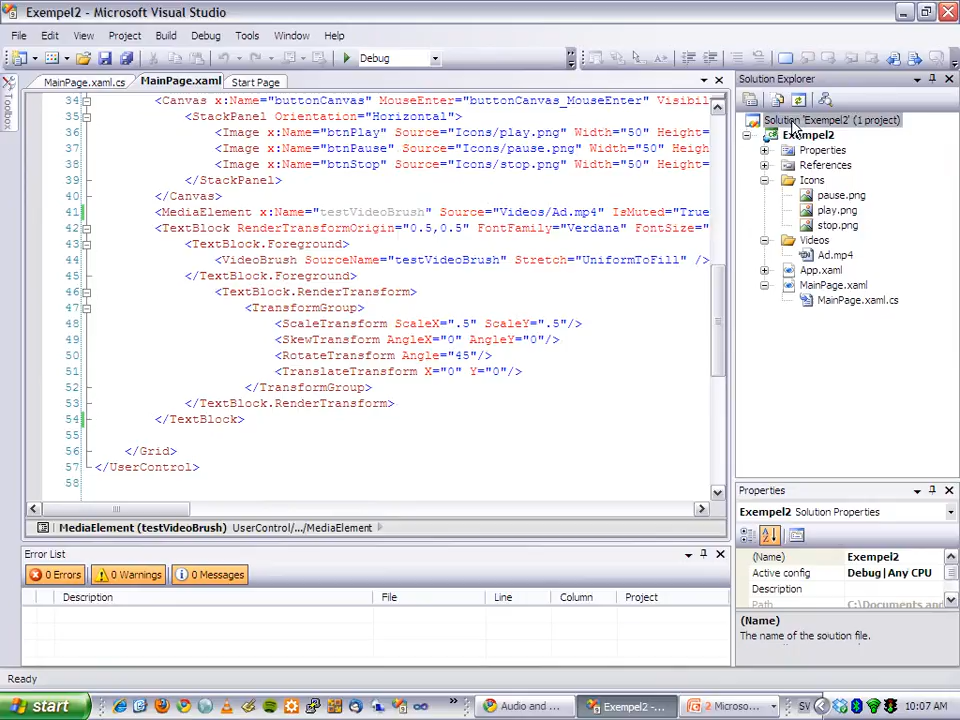 Exempel2 - Microsoft Visual Studio
File Edit View Project Build Debug Tools Window Help
Debug
Toolbox
MainPage.xaml.cs MainPage.xaml Start Page
34 <Canvas x:Name="buttonCanvas" MouseEnter="buttonCanvas_MouseEnter" Visibil
35 <StackPanel Orientation="Horizontal">
36 <Image x:Name="btnPlay" Source="Icons/play.png" Width="50" Height=
37 <Image x:Name="btnPause" Source="Icons/pause.png" Width="50" Height=
38 <Image x:Name="btnStop" Source="Icons/stop.png" Width="50" Height=
39 </StackPanel>
40 </Canvas>
41 <MediaElement x:Name="testVideoBrush" Source="Videos/Ad.mp4" IsMuted="True
42 <TextBlock RenderTransformOrigin="0.5,0.5" FontFamily="Verdana" FontSize="
43 <TextBlock.Foreground>
44 <VideoBrush SourceName="testVideoBrush" Stretch="UniformToFill" />
45 </TextBlock.Foreground>
46 <TextBlock.RenderTransform>
47 <TransformGroup>
48 <ScaleTransform ScaleX=".5" ScaleY=".5"/>
49 <SkewTransform AngleX="0" AngleY="0"/>
50 <RotateTransform Angle="45"/>
51 <TranslateTransform X="0" Y="0"/>
52 </TransformGroup>
53 </TextBlock.RenderTransform>
54 </TextBlock>
55
56 </Grid>
57 </UserControl>
58
MediaElement (testVideoBrush) UserControl/.../MediaElement
Error List
0 Errors 0 Warnings 0 Messages
Description File Line Column Project
Solution Explorer
Solution 'Exempel2' (1 project)
Exempel2
Properties
References
Icons
pause.png
play.png
stop.png
Videos
Ad.mp4
App.xaml
MainPage.xaml
MainPage.xaml.cs
Properties
Exempel2 Solution Properties
(Name) Exempel2
Active config Debug|Any CPU
Description
Path C:\Documents and
(Name)
The name of the solution file.
Ready
start
Audio and ...
Exempel2 -...
2 Microsoft...
SV
10:07 AM